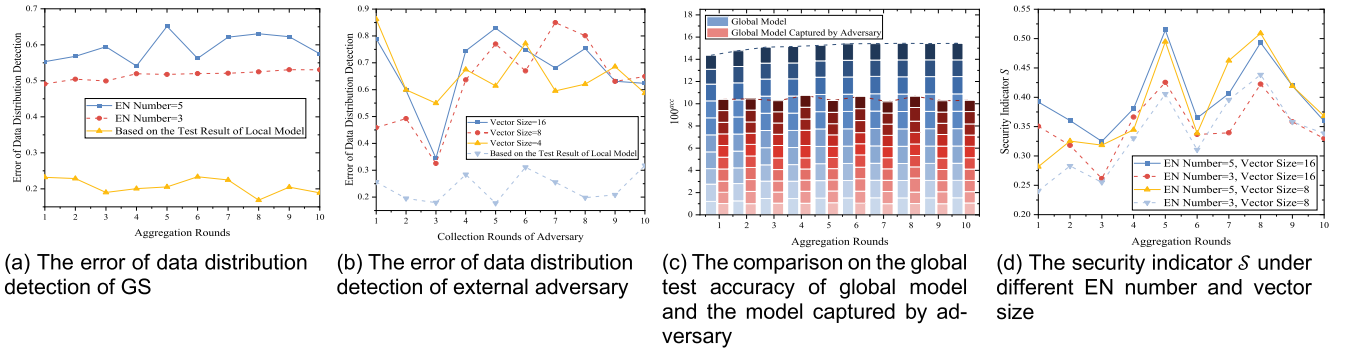 0.7
0.6
0.5
0.4
0.3
0.2
Error of Data Distribution Detection
EN Number=5
EN Number=3
Based on the Test Result of Local Model
1 2 3 4 5 6 7 8 9 10
Aggregation Rounds
(a) The error of data distribution
detection of GS
0.9
0.8
0.7
0.6
0.5
0.4
0.3
0.2
Error of Data Distribution Detection
Vector Size=16
Vector Size=8
Vector Size=4
Based on the Test Result of Local Model
1 2 3 4 5 6 7 8 9 10
Collection Rounds of Adversary
(b) The error of data distribution
detection of external adversary
18
16
14
12
10
8
6
4
2
0
100^acc
Global Model
Global Model Captured by Adversary
1 2 3 4 5 6 7 8 9 10
Aggregation Rounds
(c) The comparison on the global
test accuracy of global model
and the model captured by ad-
versary
0.55
0.50
0.45
0.40
0.35
0.30
0.25
0.20
Security Indicator S
EN Number=5, Vector Size=16
EN Number=3, Vector Size=16
EN Number=5, Vector Size=8
EN Number=3, Vector Size=8
1 2 3 4 5 6 7 8 9 10
Aggregation Rounds
(d) The security indicator S under
different EN number and vector
size